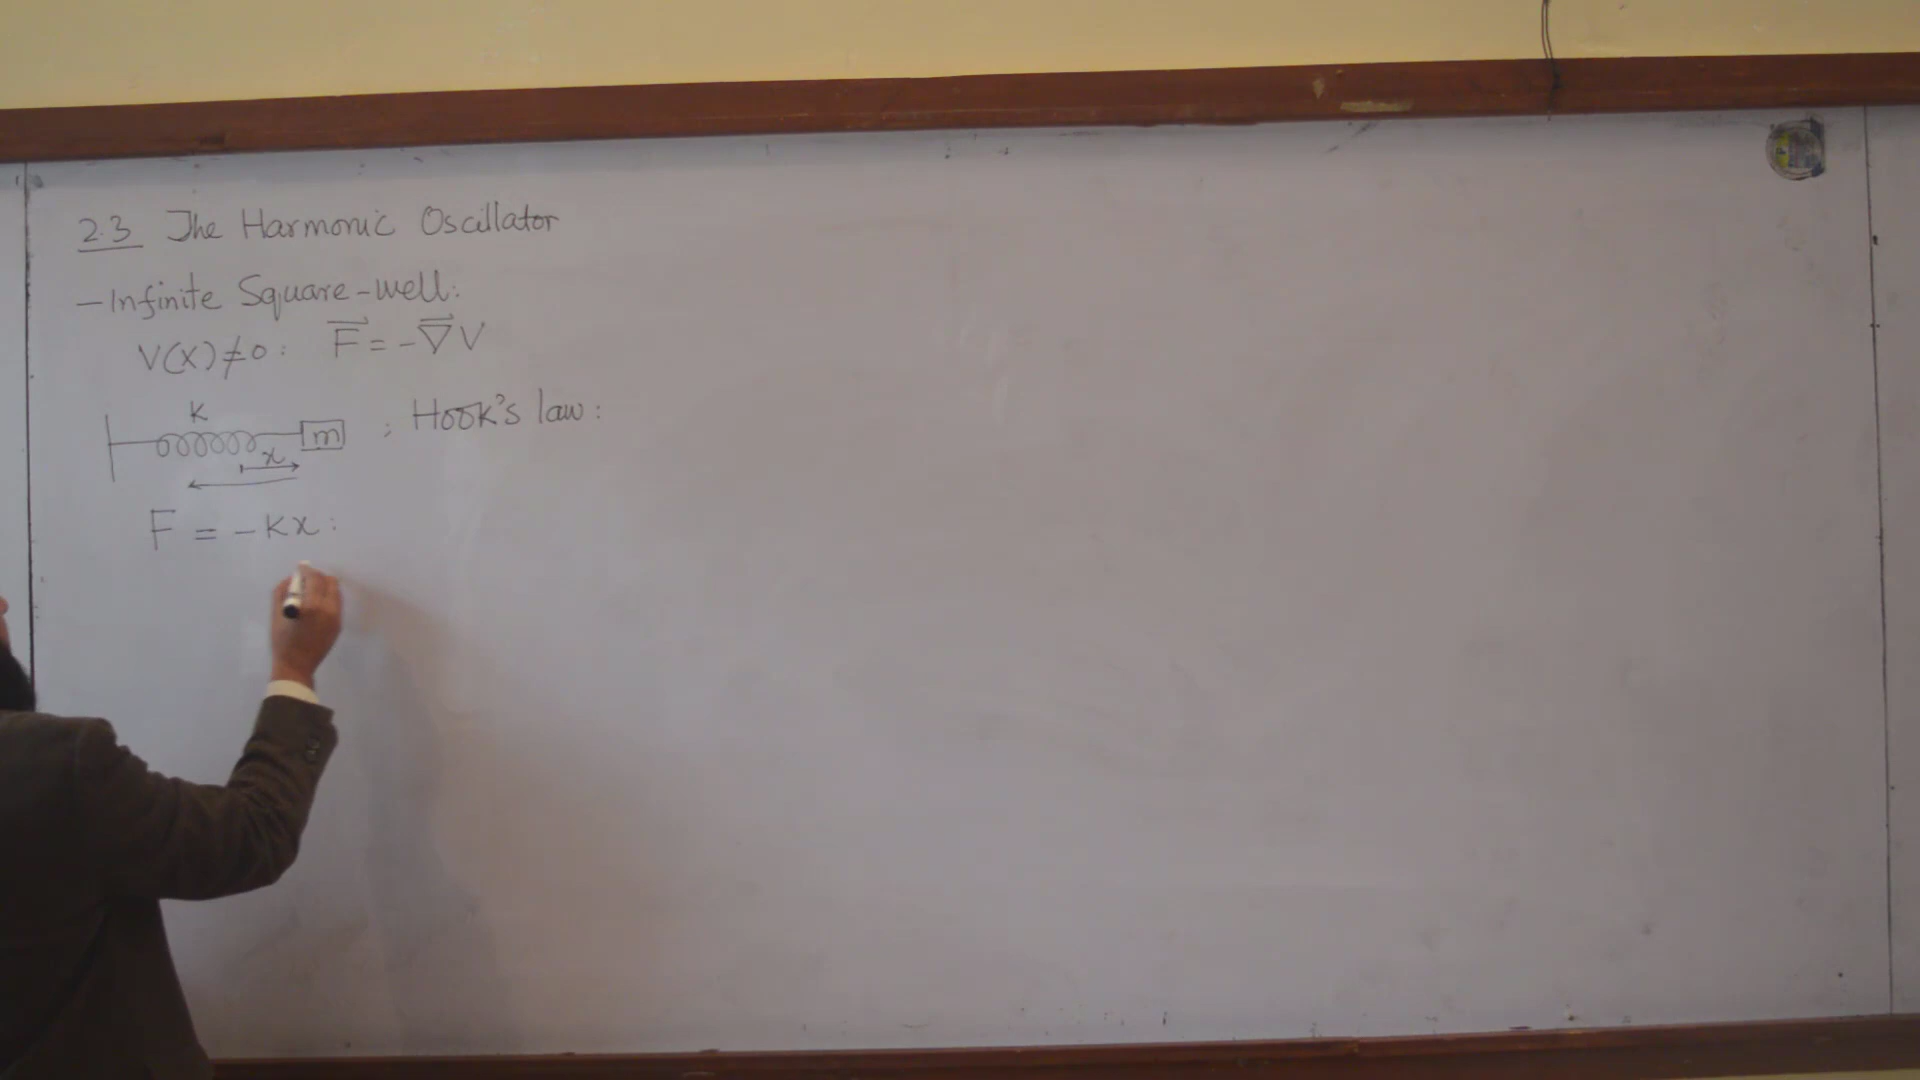 2.3 The Harmonic Oscillator
—Infinite Square-well:
V(x)≠0: F⃗ = -∇⃗V
K
m ; Hook's law:
x
F = -Kx: